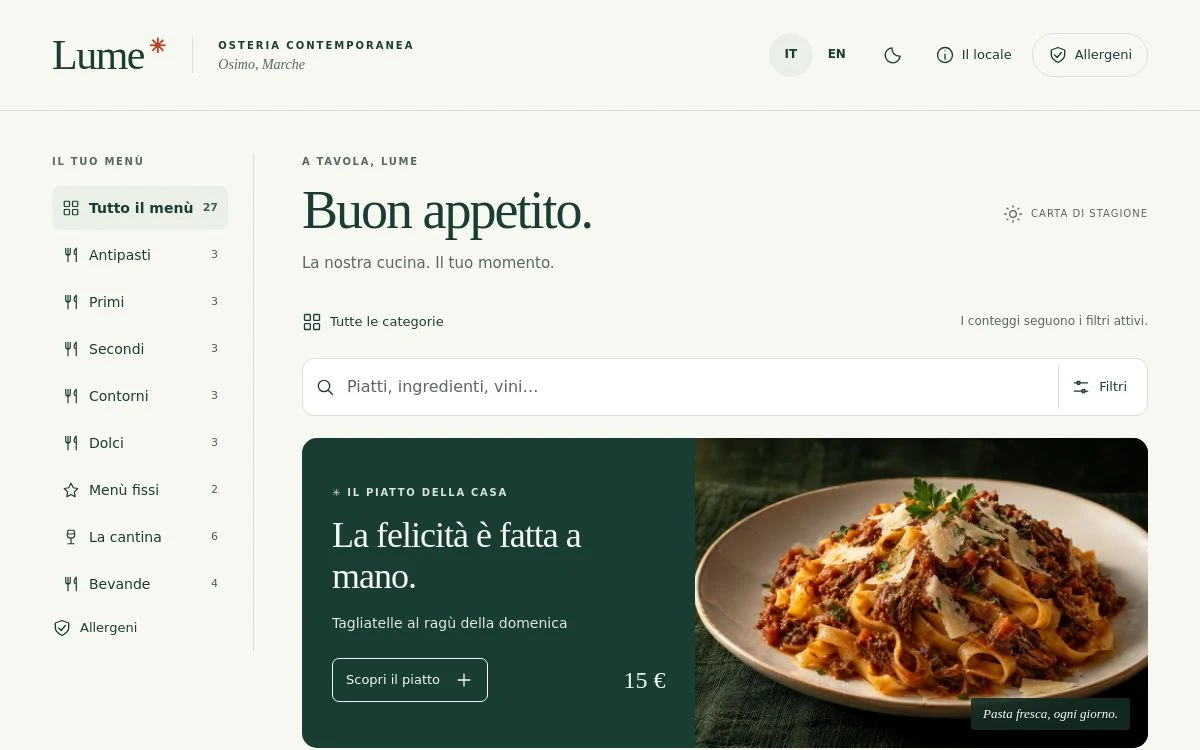 Lume
OSTERIA CONTEMPORANEA
Osimo, Marche
IT
EN
Il locale
Allergeni
IL TUO MENÙ
Tutto il menù 27
Antipasti 3
Primi 3
Secondi 3
Contorni 3
Dolci 3
Menù fissi 2
La cantina 6
Bevande 4
Allergeni
A TAVOLA, LUME
Buon appetito.
La nostra cucina. Il tuo momento.
CARTA DI STAGIONE
Tutte le categorie
I conteggi seguono i filtri attivi.
Piatti, ingredienti, vini...
Filtri
✳ IL PIATTO DELLA CASA
La felicità è fatta a
mano.
Tagliatelle al ragù della domenica
Scopri il piatto
15 €
Pasta fresca, ogni giorno.